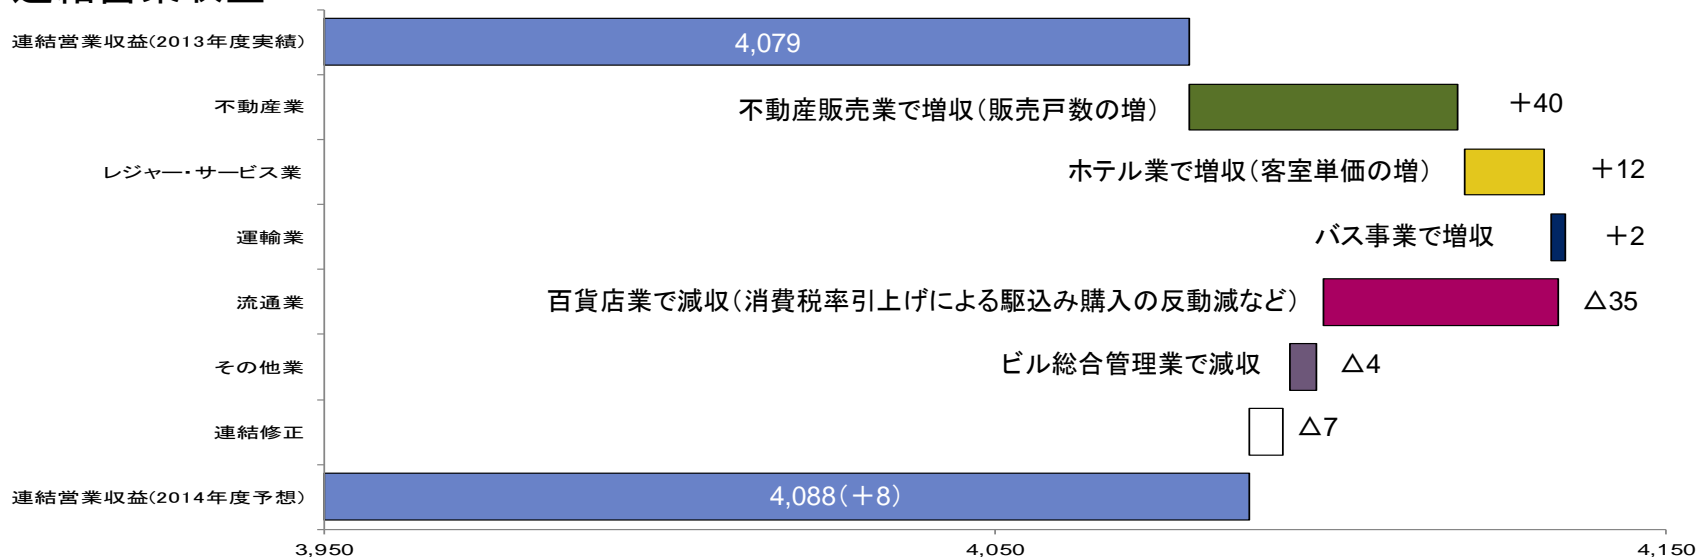 連結営業収益(2013年度実績)
4,079
不動産業
不動産販売業で増収(販売戸数の増)
＋40
レジャー・サービス業
ホテル業で増収(客室単価の増)
＋12
運輸業
バス事業で増収
＋2
流通業
百貨店業で減収(消費税率引上げによる駆込み購入の反動減など)
△35
その他業
ビル総合管理業で減収
△4
連結修正
△7
連結営業収益(2014年度予想)
4,088(＋8)
3,950
4,050
4,150